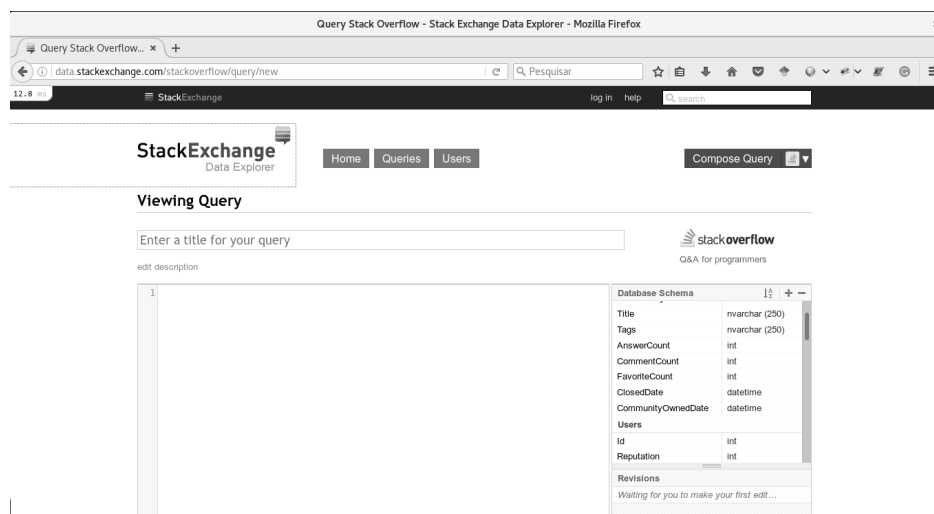 Query Stack Overflow - Stack Exchange Data Explorer - Mozilla Firefox
Query Stack Overflow... × +
data.stackexchange.com/stackoverflow/query/new
Pesquisar
12.8 ms
StackExchange
log in help
search
StackExchange
Data Explorer
Home Queries Users
Compose Query
Viewing Query
Enter a title for your query
stackoverflow
Q&A for programmers
edit description
1
Database Schema
Title nvarchar (250)
Tags nvarchar (250)
AnswerCount int
CommentCount int
FavoriteCount int
ClosedDate datetime
CommunityOwnedDate datetime
Users
Id int
Reputation int
Revisions
Waiting for you to make your first edit…